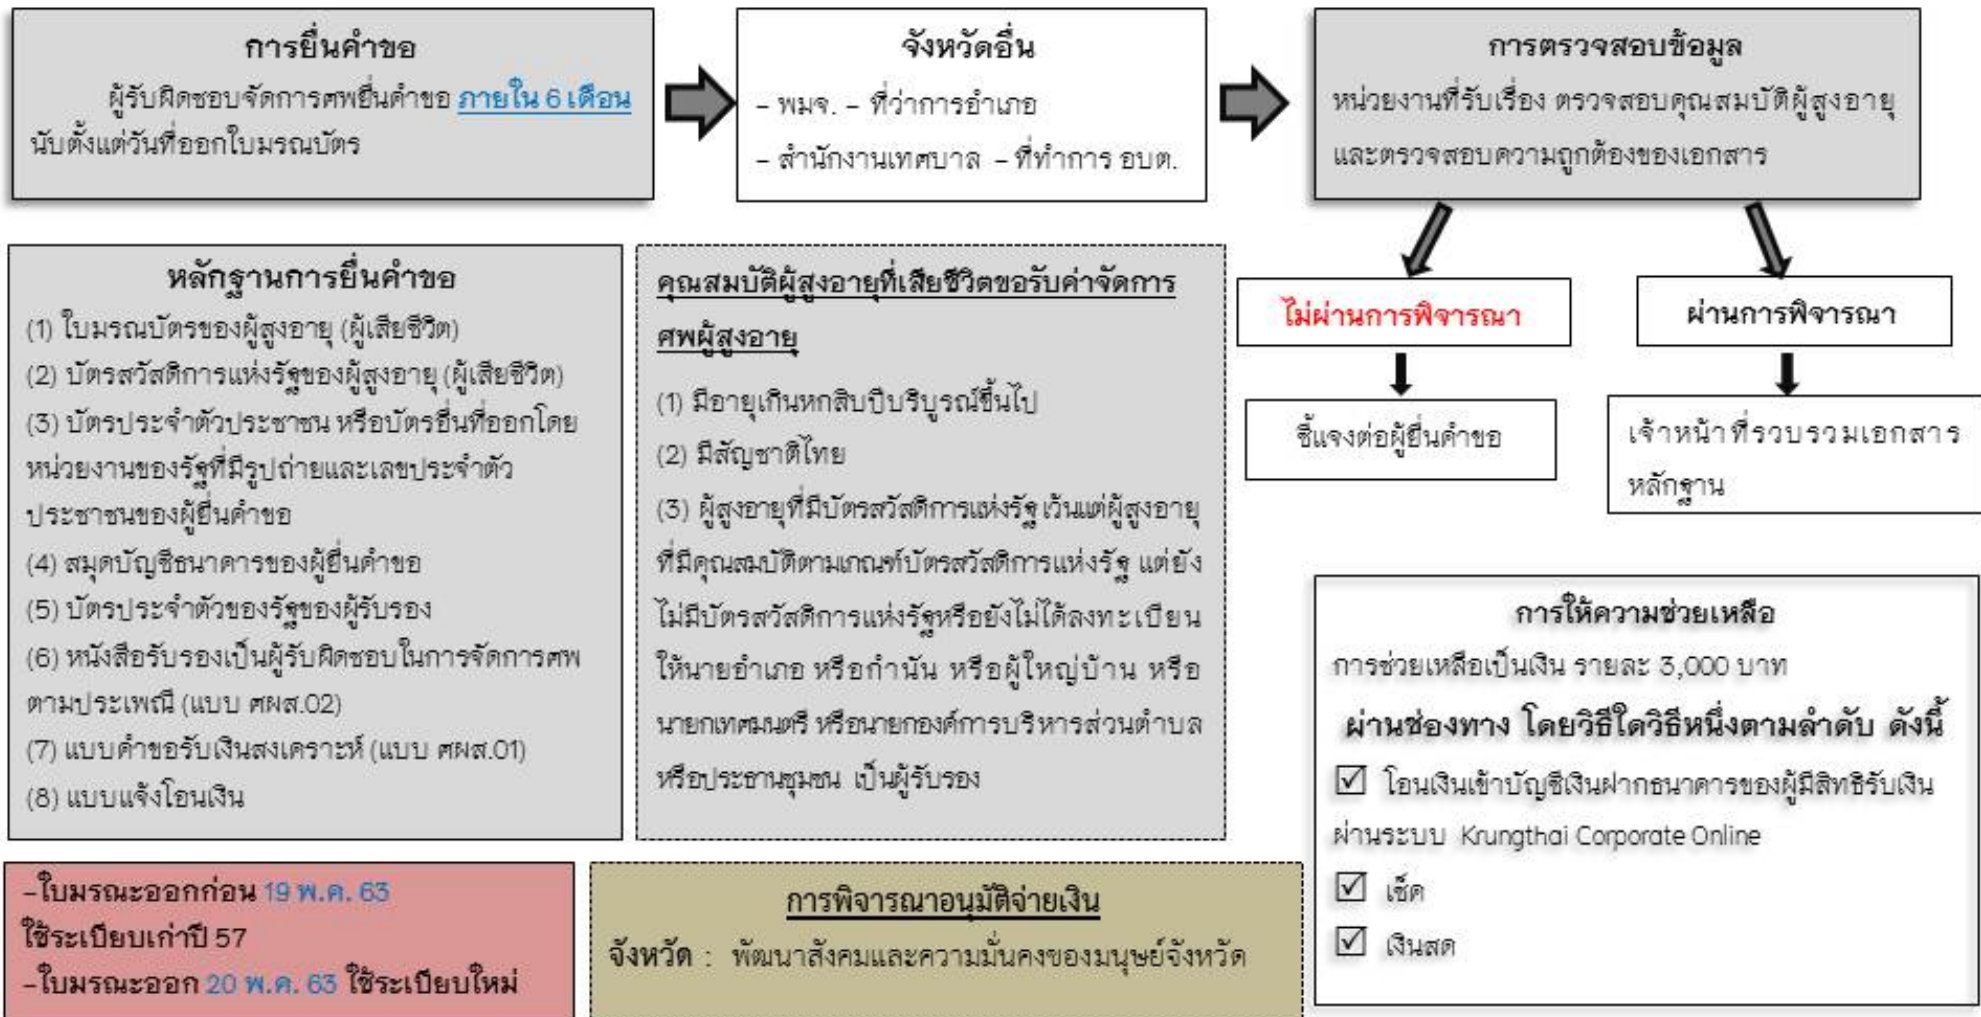 การยื่นคำขอ
ผู้รับผิดชอบจัดการศพยื่นคำขอ ภายใน 6 เดือน
นับตั้งแต่วันที่ออกใบมรณบัตร
จังหวัดอื่น
- พมจ. - ที่ว่าการอำเภอ
- สำนักงานเทศบาล - ที่ทำการ อบต.
การตรวจสอบข้อมูล
หน่วยงานที่รับเรื่อง ตรวจสอบคุณสมบัติผู้สูงอายุ
และตรวจสอบความถูกต้องของเอกสาร
หลักฐานการยื่นคำขอ
(1) ใบมรณบัตรของผู้สูงอายุ (ผู้เสียชีวิต)
(2) บัตรสวัสดิการแห่งรัฐของผู้สูงอายุ (ผู้เสียชีวิต)
(3) บัตรประจำตัวประชาชน หรือบัตรอื่นที่ออกโดย
หน่วยงานของรัฐที่มีรูปถ่ายและเลขประจำตัว
ประชาชนของผู้ยื่นคำขอ
(4) สมุดบัญชีธนาคารของผู้ยื่นคำขอ
(5) บัตรประจำตัวของรัฐของผู้รับรอง
(6) หนังสือรับรองเป็นผู้รับผิดชอบในการจัดการศพ
ตามประเพณี (แบบ ศผส.02)
(7) แบบคำขอรับเงินสงเคราะห์ (แบบ ศผส.01)
(8) แบบแจ้งโอนเงิน
คุณสมบัติผู้สูงอายุที่เสียชีวิตขอรับค่าจัดการ
ศพผู้สูงอายุ
(1) มีอายุเกินหกสิบปีบริบูรณ์ขึ้นไป
(2) มีสัญชาติไทย
(3) ผู้สูงอายุที่มีบัตรสวัสดิการแห่งรัฐ เว้นแต่ผู้สูงอายุ
ที่มีคุณสมบัติตามเกณฑ์บัตรสวัสดิการแห่งรัฐ แต่ยัง
ไม่มีบัตรสวัสดิการแห่งรัฐหรือยังไม่ได้ลงทะเบียน
ให้นายอำเภอ หรือกำนัน หรือผู้ใหญ่บ้าน หรือ
นายกเทศมนตรี หรือนายกองค์การบริหารส่วนตำบล
หรือประธานชุมชน เป็นผู้รับรอง
ไม่ผ่านการพิจารณา
ผ่านการพิจารณา
ชี้แจงต่อผู้ยื่นคำขอ
เจ้าหน้าที่รวบรวมเอกสาร
หลักฐาน
การให้ความช่วยเหลือ
การช่วยเหลือเป็นเงิน รายละ 3,000 บาท
ผ่านช่องทาง โดยวิธีใดวิธีหนึ่งตามลำดับ ดังนี้
☑ โอนเงินเข้าบัญชีเงินฝากธนาคารของผู้มีสิทธิรับเงิน
ผ่านระบบ Krungthai Corporate Online
☑ เช็ค
☑ เงินสด
-ใบมรณะออกก่อน 19 พ.ค. 63
ใช้ระเบียบเก่าปี 57
-ใบมรณะออก 20 พ.ค. 63 ใช้ระเบียบใหม่
การพิจารณาอนุมัติจ่ายเงิน
จังหวัด : พัฒนาสังคมและความมั่นคงของมนุษย์จังหวัด